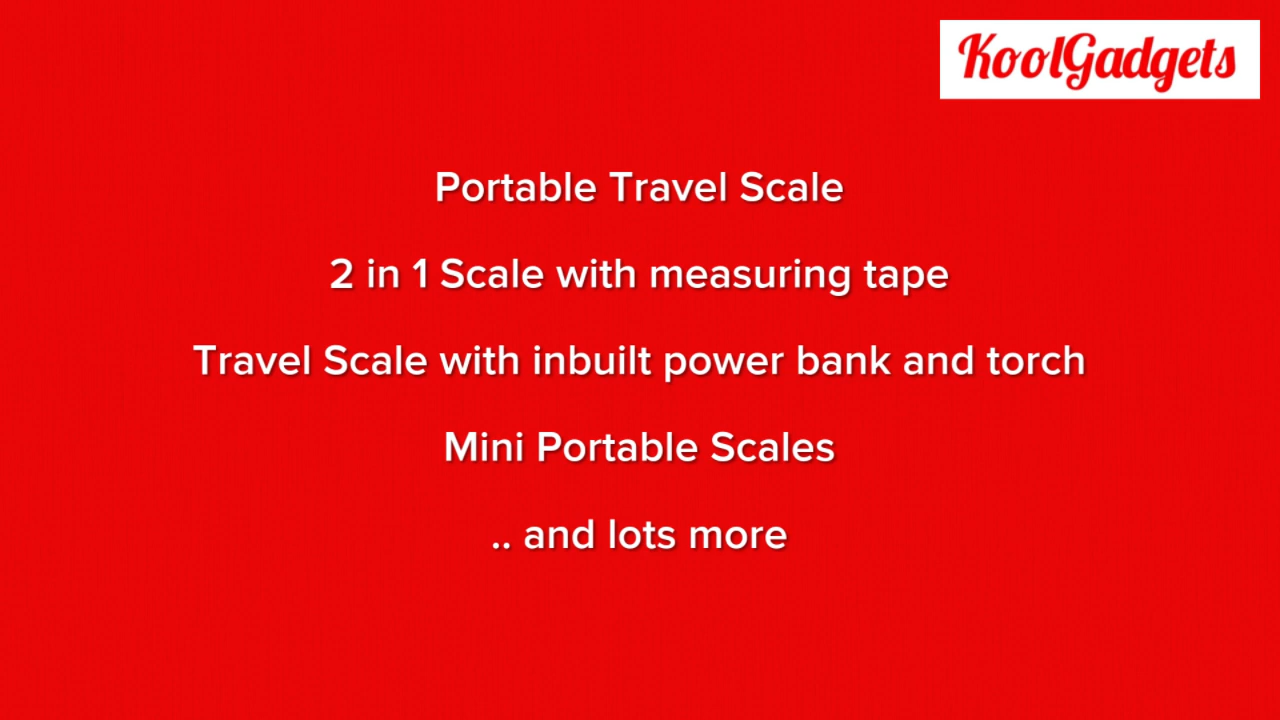 KoolGadgets
Portable Travel Scale
2 in 1 Scale with measuring tape
Travel Scale with inbuilt power bank and torch
Mini Portable Scales
.. and lots more